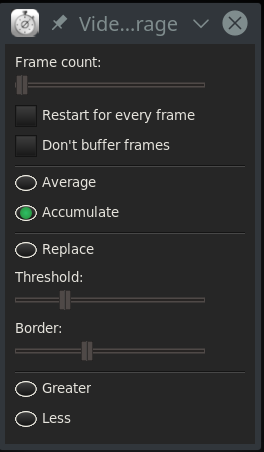 Vide...rage
Frame count:
Restart for every frame
Don't buffer frames
Average
Accumulate
Replace
Threshold:
Border:
Greater
Less